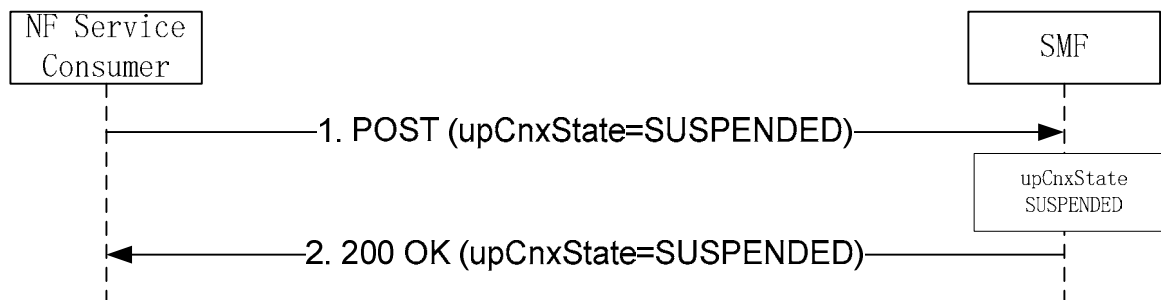 NF Service
Consumer
SMF
1. POST (upCnxState=SUSPENDED)
upCnxState
SUSPENDED
2. 200 OK (upCnxState=SUSPENDED)